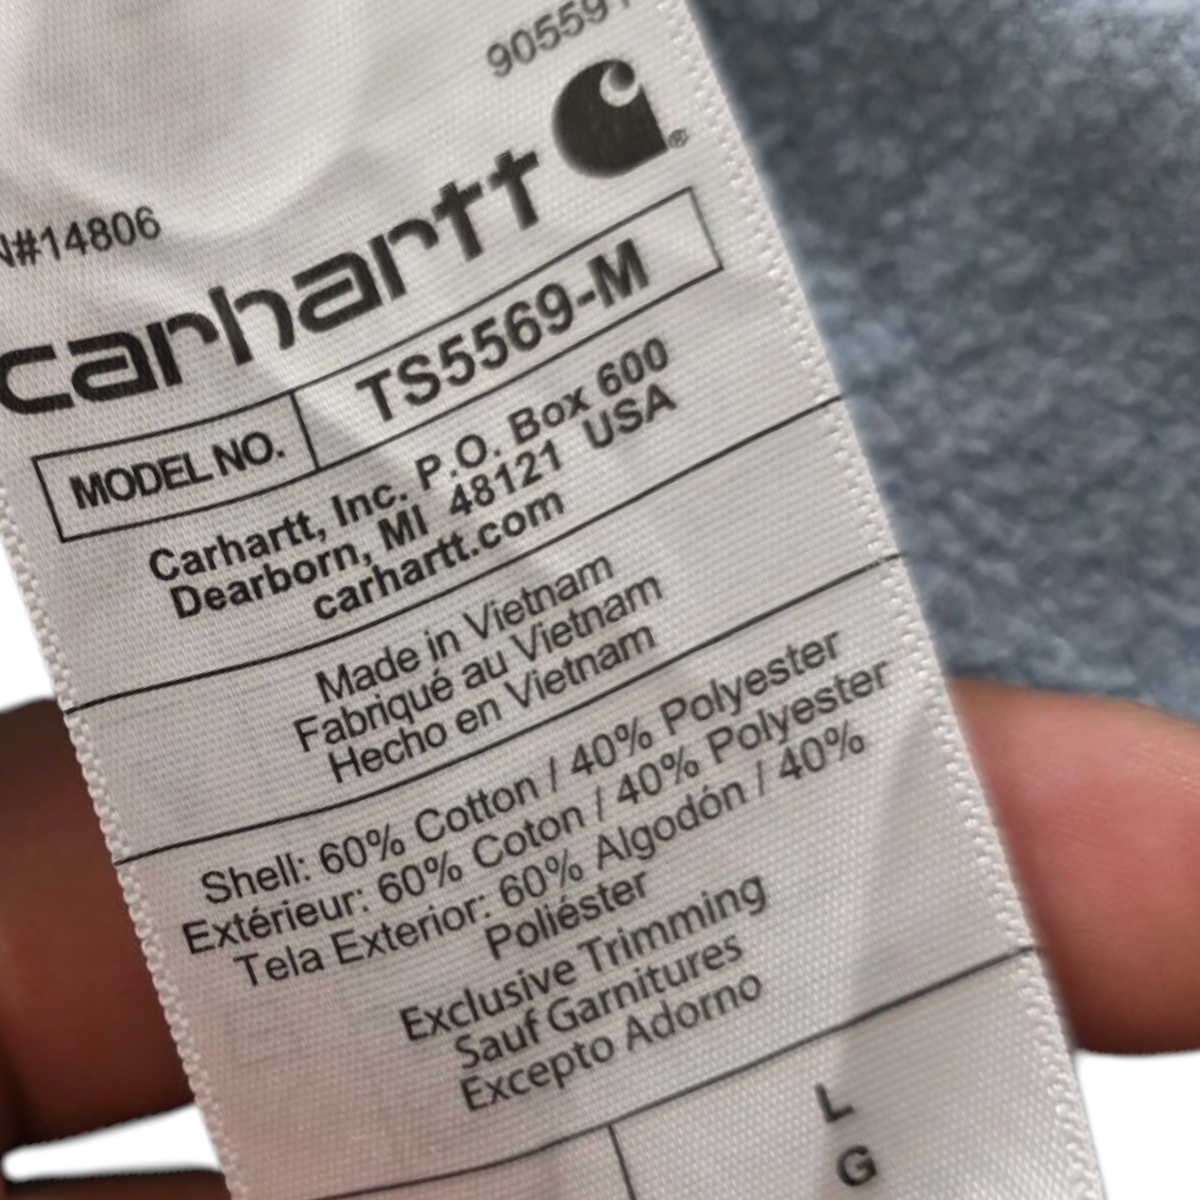 905591
N#14806
carhartt ®
MODEL NO. TS5569-M
Carhartt, Inc. P.O. Box 600
Dearborn, MI 48121 USA
carhartt.com
Made in Vietnam
Fabriqué au Vietnam
Hecho en Vietnam
Shell: 60% Cotton / 40% Polyester
Extérieur: 60% Coton / 40% Polyester
Tela Exterior: 60% Algodón / 40%
Poliéster
Exclusive Trimming
Sauf Garnitures
Excepto Adorno
L
G